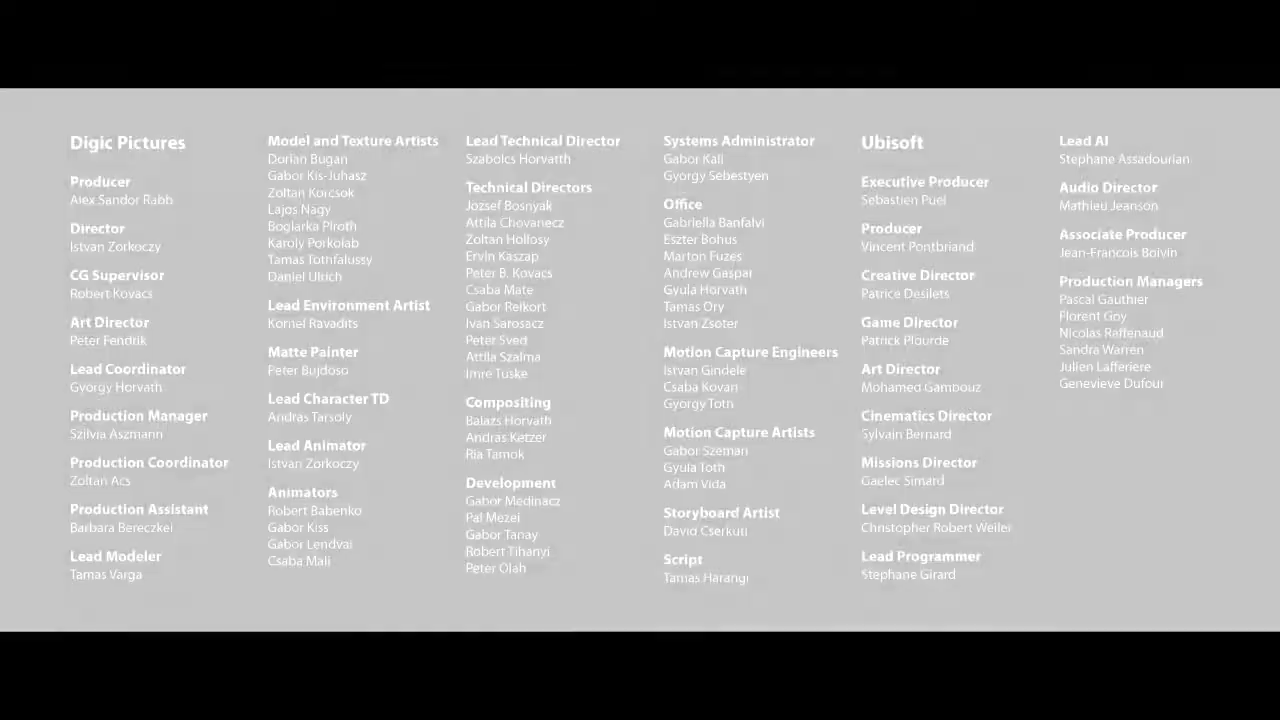 Digic Pictures
Producer
Alex Sandor Rabb
Director
Istvan Zorkoczy
CG Supervisor
Robert Kovacs
Art Director
Peter Fendrik
Lead Coordinator
Gyorgy Horvath
Production Manager
Szilvia Aszmann
Production Coordinator
Zoltan Acs
Production Assistant
Barbara Bereczkei
Lead Modeler
Tamas Varga
Model and Texture Artists
Dorian Bugan
Gabor Kis-Juhasz
Zoltan Korcsok
Lajos Nagy
Boglarka Piroth
Karoly Porkolab
Tamas Totnfalussy
Daniel Ulrich
Lead Environment Artist
Kornel Ravadits
Matte Painter
Peter Bujdoso
Lead Character TD
Andras Tarsoly
Lead Animator
Istvan Zorkoczy
Animators
Robert Babenko
Gabor Kiss
Gabor Lendvai
Csaba Mali
Lead Technical Director
Szabolcs Horvatth
Technical Directors
Jozsef Bosnyak
Attila Chovanecz
Zoltan Holfosy
Ervin Kaszap
Peter B. Kovacs
Csaba Mate
Gabor Reikort
Ivan Sarosacz
Peter Sved
Attila Szalma
Imre Tuske
Compositing
Balazs Horvath
Andras Ketzer
Ria Tamok
Development
Gabor Medinacz
Pal Mezei
Gabor Tanay
Robert Tihanyi
Peter Olah
Systems Administrator
Gabor Kali
Gyorgy Sebestyen
Office
Gabriella Banfalvi
Eszter Bohus
Marton Fuzes
Andrew Gaspar
Gyula Horvath
Tamas Ory
Istvan Zsoter
Motion Capture Engineers
Istvan Gindele
Csaba Kovari
Gyorgy Toth
Motion Capture Artists
Gabor Szeman
Gyula Toth
Adam Vida
Storyboard Artist
David Cserkuti
Script
Tamas Harangi
Ubisoft
Executive Producer
Sebastien Puel
Producer
Vincent Pontbriand
Creative Director
Patrice Desilets
Game Director
Patrick Plourde
Art Director
Mohamed Gambouz
Cinematics Director
Sylvain Bernard
Missions Director
Gaelec Simard
Level Design Director
Christopher Robert Weiler
Lead Programmer
Stephane Girard
Lead AI
Stephane Assadourian
Audio Director
Mathieu Jeanson
Associate Producer
Jean-Francois Boivin
Production Managers
Pascal Gauthier
Florent Goy
Nicolas Raffenaud
Sandra Warren
Julien Lafferiere
Genevieve Dufour